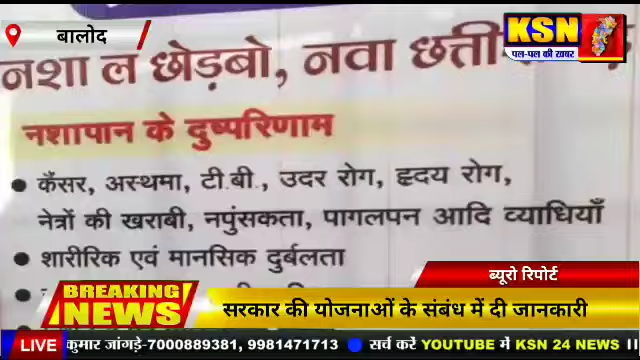 बालोद
KSN
पल-पल की खबर
नशा ल छोड़बो, नवा
नशापान के दुष्परिणाम
● कैंसर, अस्थमा, टी.बी., उदर रोग, हृदय रोग,
नेत्रों की खराबी, नपुंसकता, पागलपन आदि व्याधियाँ
● शारीरिक एवं मानसिक दुर्बलता
ब्यूरो रिपोर्ट
BREAKING NEWS
सरकार की योजनाओं के संबंध में दी जानकारी
LIVE कुमार जांगड़े-7000889381, 9981471713 ● सर्च करें YOUTUBE में KSN 24 NEWS